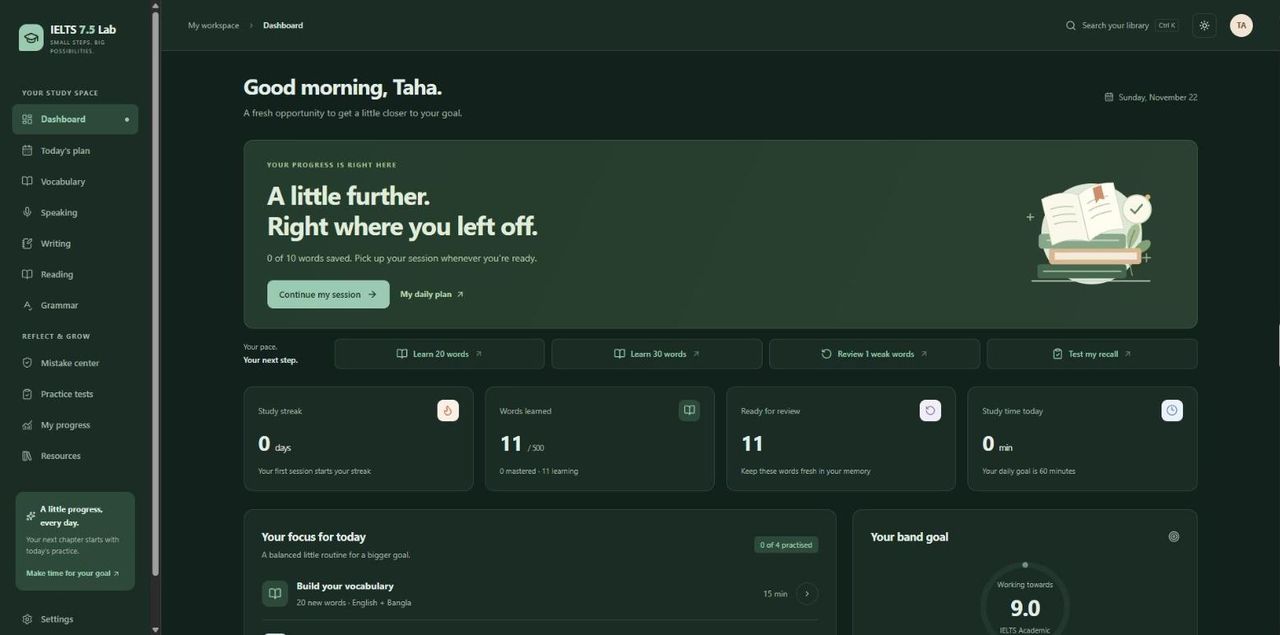 IELTS 7.5 Lab
SMALL STEPS. BIG
POSSIBILITIES.
YOUR STUDY SPACE
Dashboard
Today's plan
Vocabulary
Speaking
Writing
Reading
Grammar
REFLECT & GROW
Mistake center
Practice tests
My progress
Resources
A little progress,
every day.
Your next chapter starts with
today's practice.
Make time for your goal
Settings
My workspace
Dashboard
Search your library
Ctrl K
TA
Good morning, Taha.
A fresh opportunity to get a little closer to your goal.
Sunday, November 22
YOUR PROGRESS IS RIGHT HERE
A little further.
Right where you left off.
0 of 10 words saved. Pick up your session whenever you're ready.
Continue my session
My daily plan
Your pace.
Your next step.
Learn 20 words
Learn 30 words
Review 1 weak words
Test my recall
Study streak
0 days
Your first session starts your streak
Words learned
11 / 500
0 mastered · 11 learning
Ready for review
11
Keep these words fresh in your memory
Study time today
0 min
Your daily goal is 60 minutes
Your focus for today
A balanced little routine for a bigger goal.
0 of 4 practised
Build your vocabulary
20 new words · English + Bangla
15 min
Your band goal
Working towards
9.0
IELTS Academic